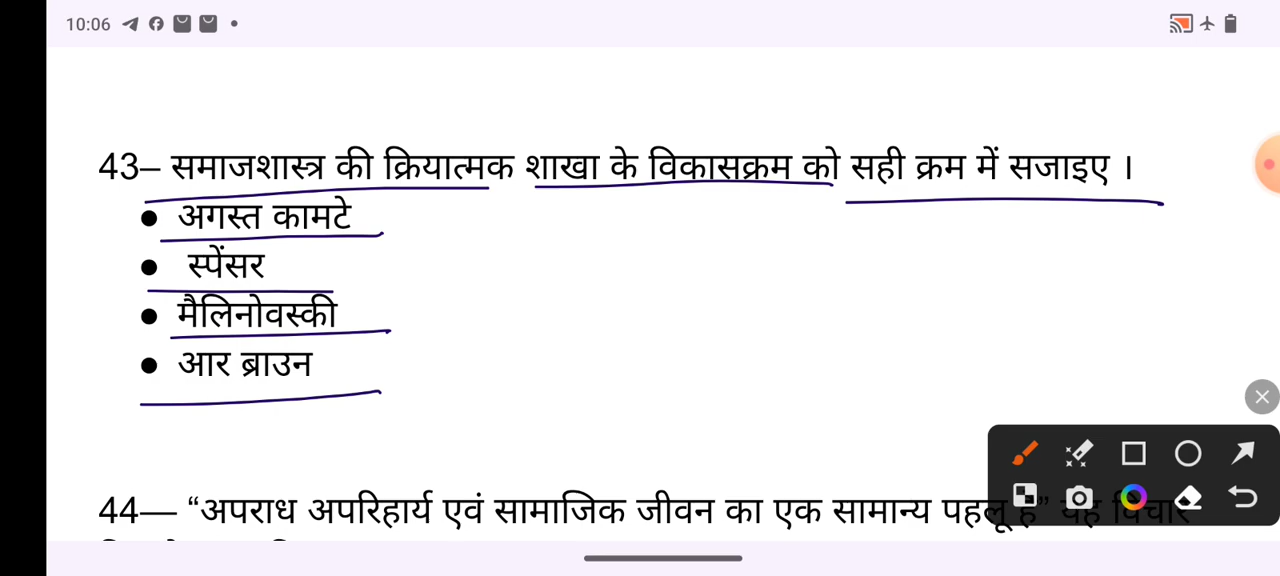 10:06
43– समाजशास्त्र की क्रियात्मक शाखा के विकासक्रम को सही क्रम में सजाइए ।
● अगस्त कामटे
● स्पेंसर
● मैलिनोवस्की
● आर ब्राउन
44— “अपराध अपरिहार्य एवं सामाजिक जीवन का एक सामान्य पहलू है” यह विचार